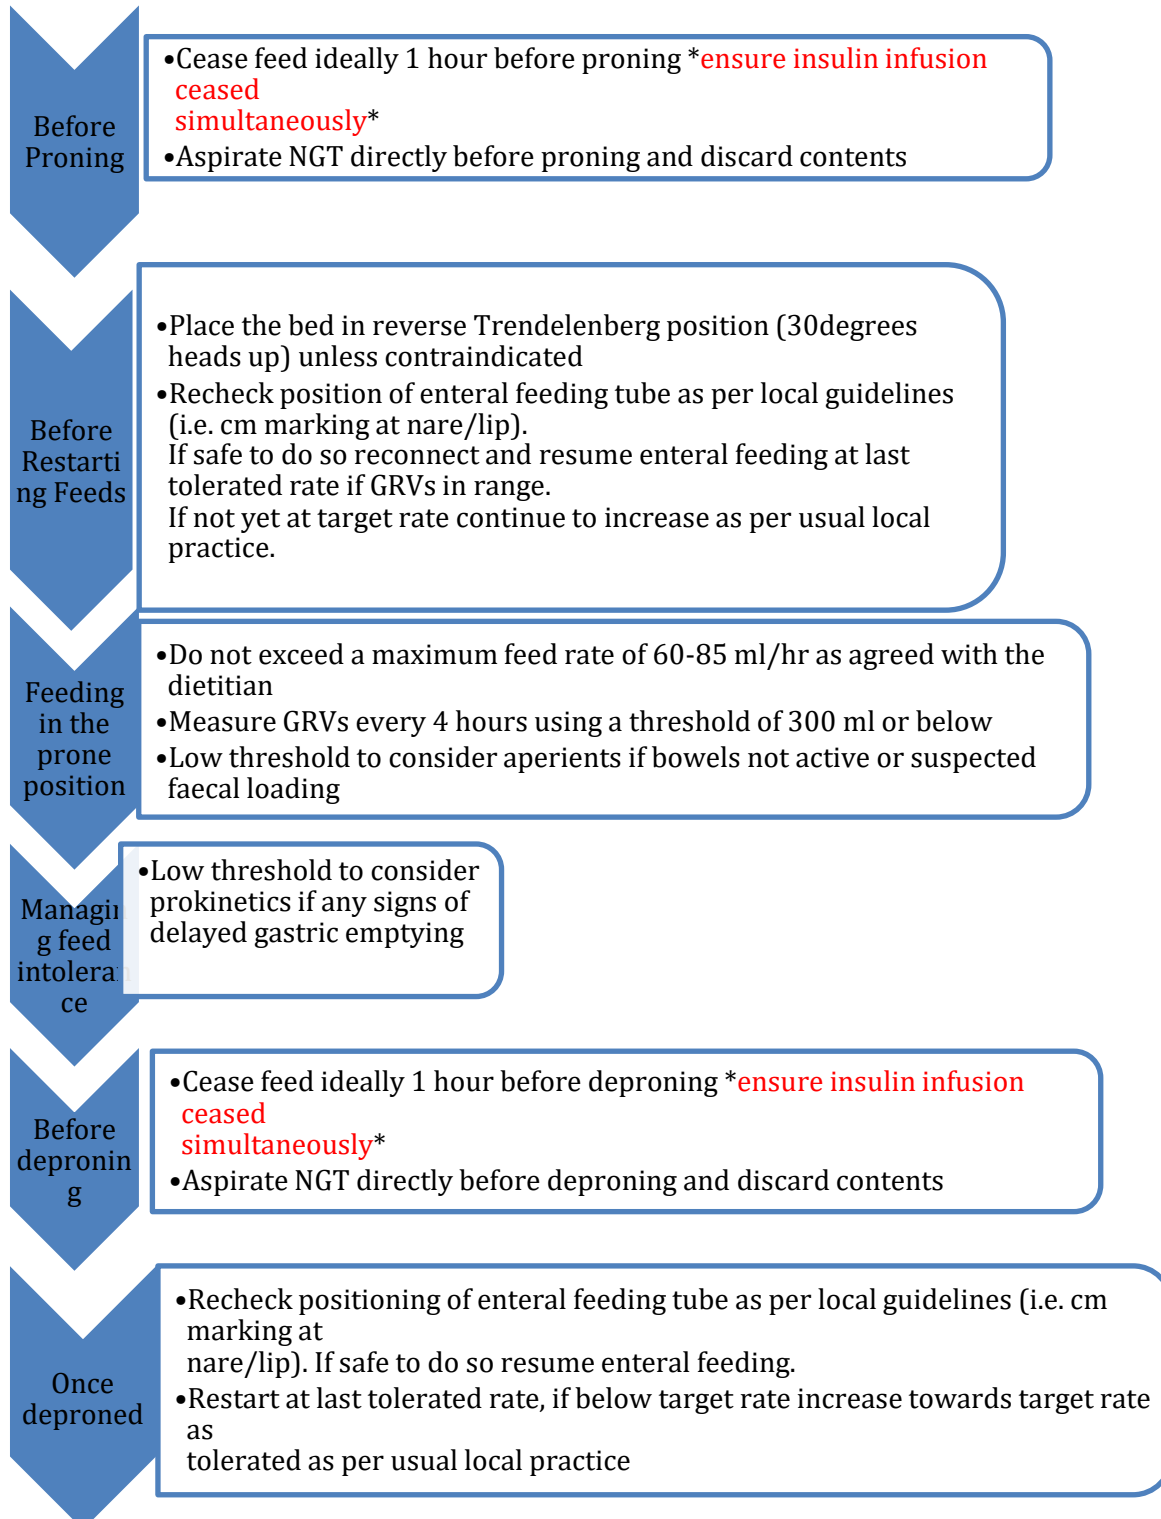 Before
Proning
•Cease feed ideally 1 hour before proning *ensure insulin infusion
ceased
simultaneously*
•Aspirate NGT directly before proning and discard contents
Before
Restarti
ng Feeds
•Place the bed in reverse Trendelenberg position (30degrees
heads up) unless contraindicated
•Recheck position of enteral feeding tube as per local guidelines
(i.e. cm marking at nare/lip).
If safe to do so reconnect and resume enteral feeding at last
tolerated rate if GRVs in range.
If not yet at target rate continue to increase as per usual local
practice.
Feeding
in the
prone
position
•Do not exceed a maximum feed rate of 60-85 ml/hr as agreed with the
dietitian
•Measure GRVs every 4 hours using a threshold of 300 ml or below
•Low threshold to consider aperients if bowels not active or suspected
faecal loading
Managin
g feed
intoleran
ce
•Low threshold to consider
prokinetics if any signs of
delayed gastric emptying
Before
depronin
g
•Cease feed ideally 1 hour before deproning *ensure insulin infusion
ceased
simultaneously*
•Aspirate NGT directly before deproning and discard contents
Once
deproned
•Recheck positioning of enteral feeding tube as per local guidelines (i.e. cm
marking at
nare/lip). If safe to do so resume enteral feeding.
•Restart at last tolerated rate, if below target rate increase towards target rate
as
tolerated as per usual local practice